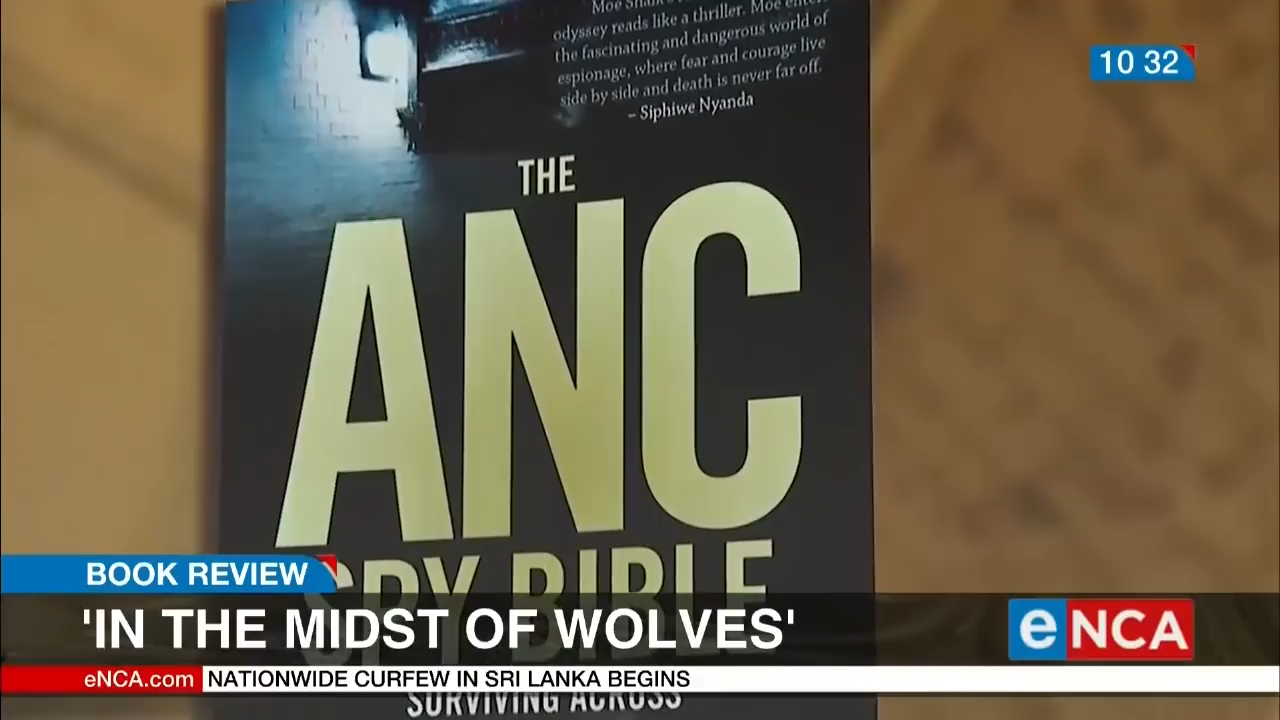 Moe Shaik's
odyssey reads like a thriller. Moe enters
the fascinating and dangerous world of
espionage, where fear and courage live
side by side and death is never far off.
– Siphiwe Nyanda
10 32
THE
ANC
SPY BIBLE
BOOK REVIEW
'IN THE MIDST OF WOLVES'
eNCA
eNCA.com NATIONWIDE CURFEW IN SRI LANKA BEGINS
SURVIVING ACROSS